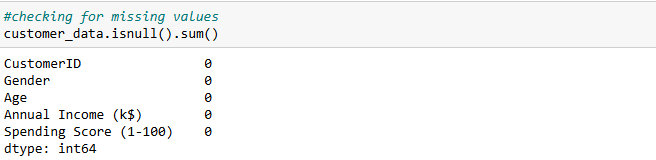 #checking for missing values
customer_data.isnull().sum()
CustomerID 0
Gender 0
Age 0
Annual Income (k$) 0
Spending Score (1-100) 0
dtype: int64